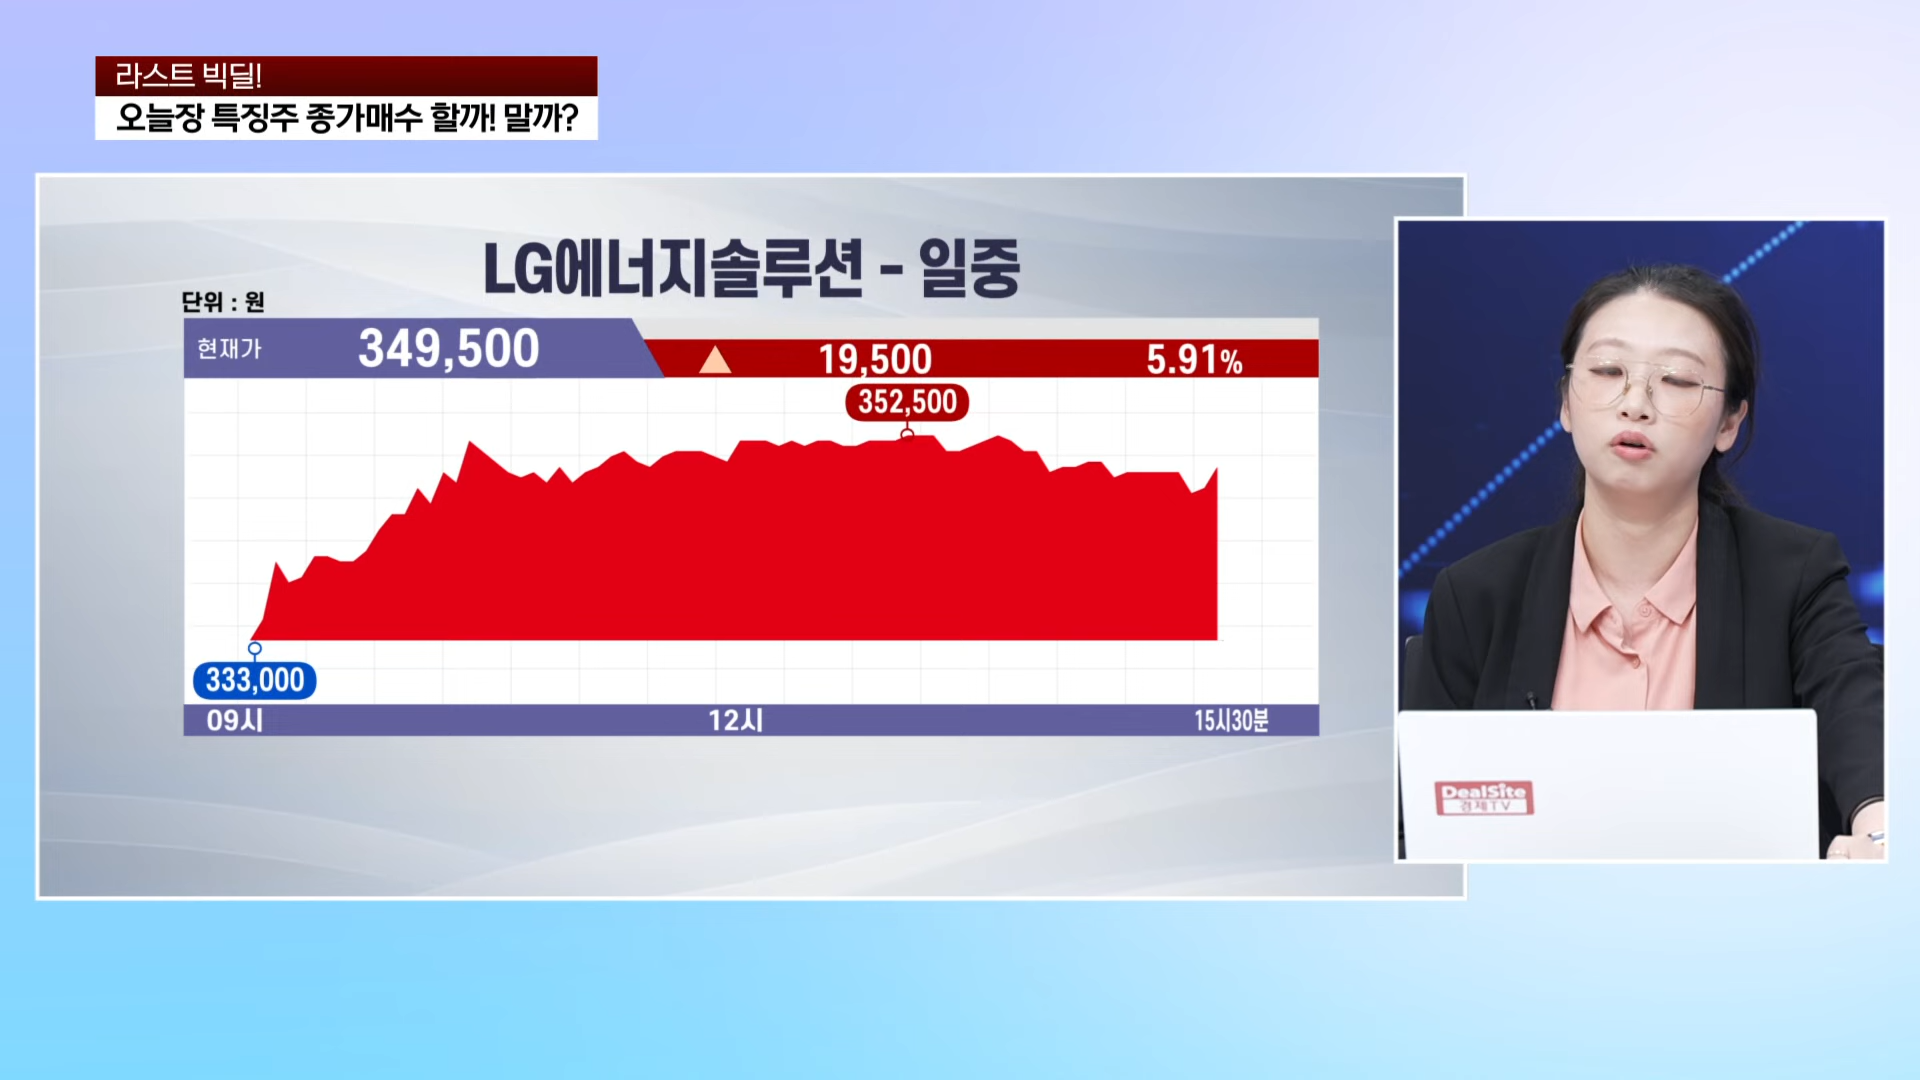 라스트 빅딜!
오늘장 특징주 종가매수 할까! 말까?
LG에너지솔루션 - 일중
단위 : 원
현재가 349,500 19,500 5.91%
352,500
333,000
09시 12시 15시30분
DealSite
경제TV